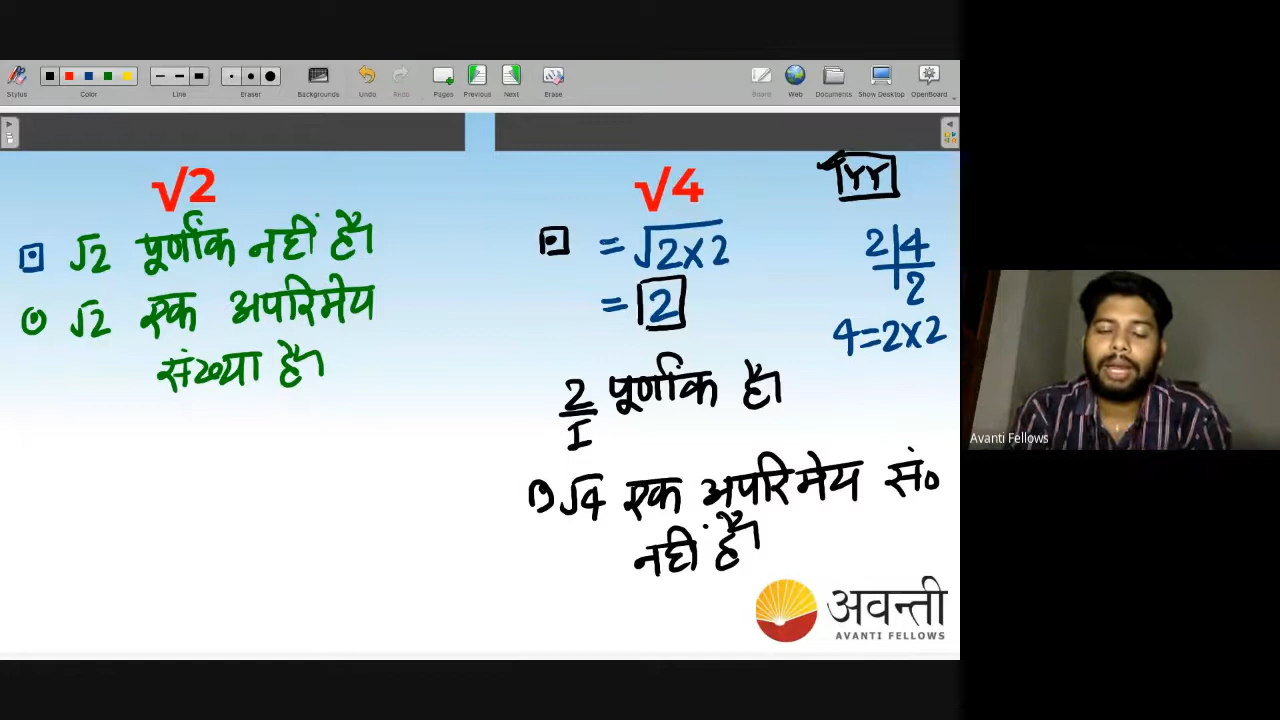 Stylus
Color
Line
Eraser
Backgrounds
Undo
Redo
Pages
Previous
Next
Erase
Board
Web
Documents
Show Desktop
OpenBoard
√2
√2 पूर्णांक नहीं है।
√2 एक अपरिमेय
संख्या है।
√4
= √2×2
= 2
2/1 पूर्णांक है।
√4 एक अपरिमेय सं०
नहीं है।
2 | 4
2
4=2×2
अवन्ती
AVANTI FELLOWS
Avanti Fellows